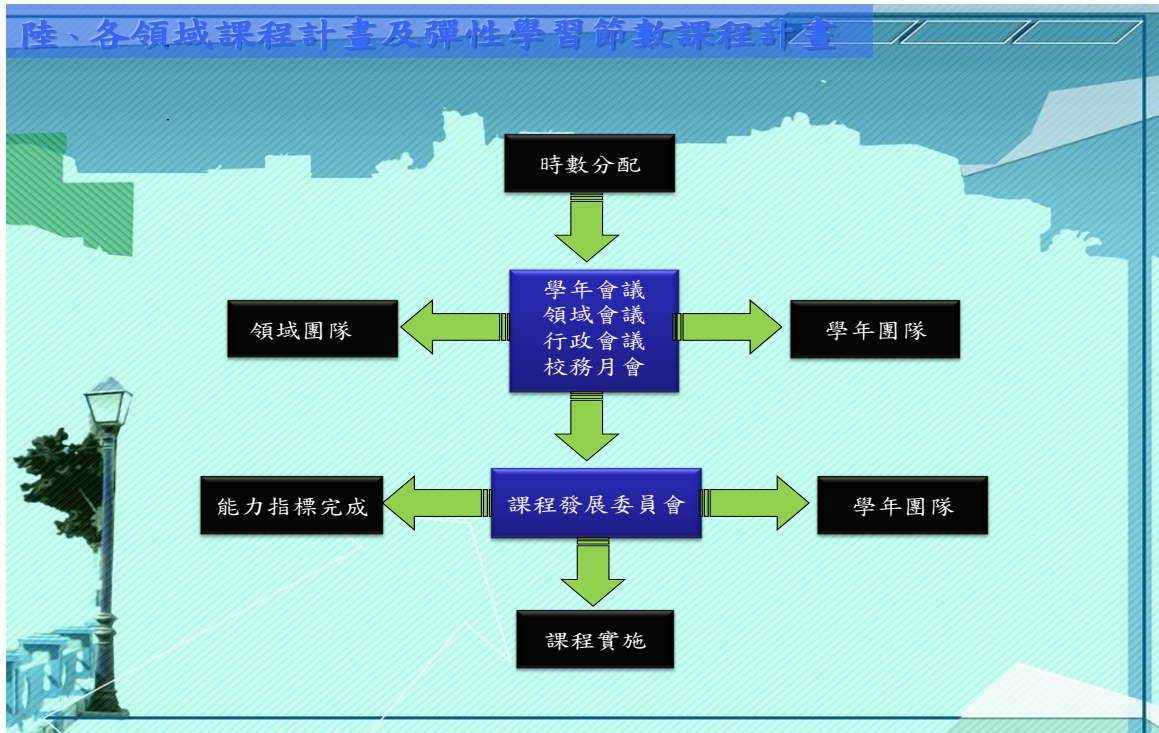 陸、各領域課程計畫及彈性學習節數課程計畫
時數分配
學年會議
領域會議
行政會議
校務月會
領域團隊
學年團隊
能力指標完成
課程發展委員會
學年團隊
課程實施